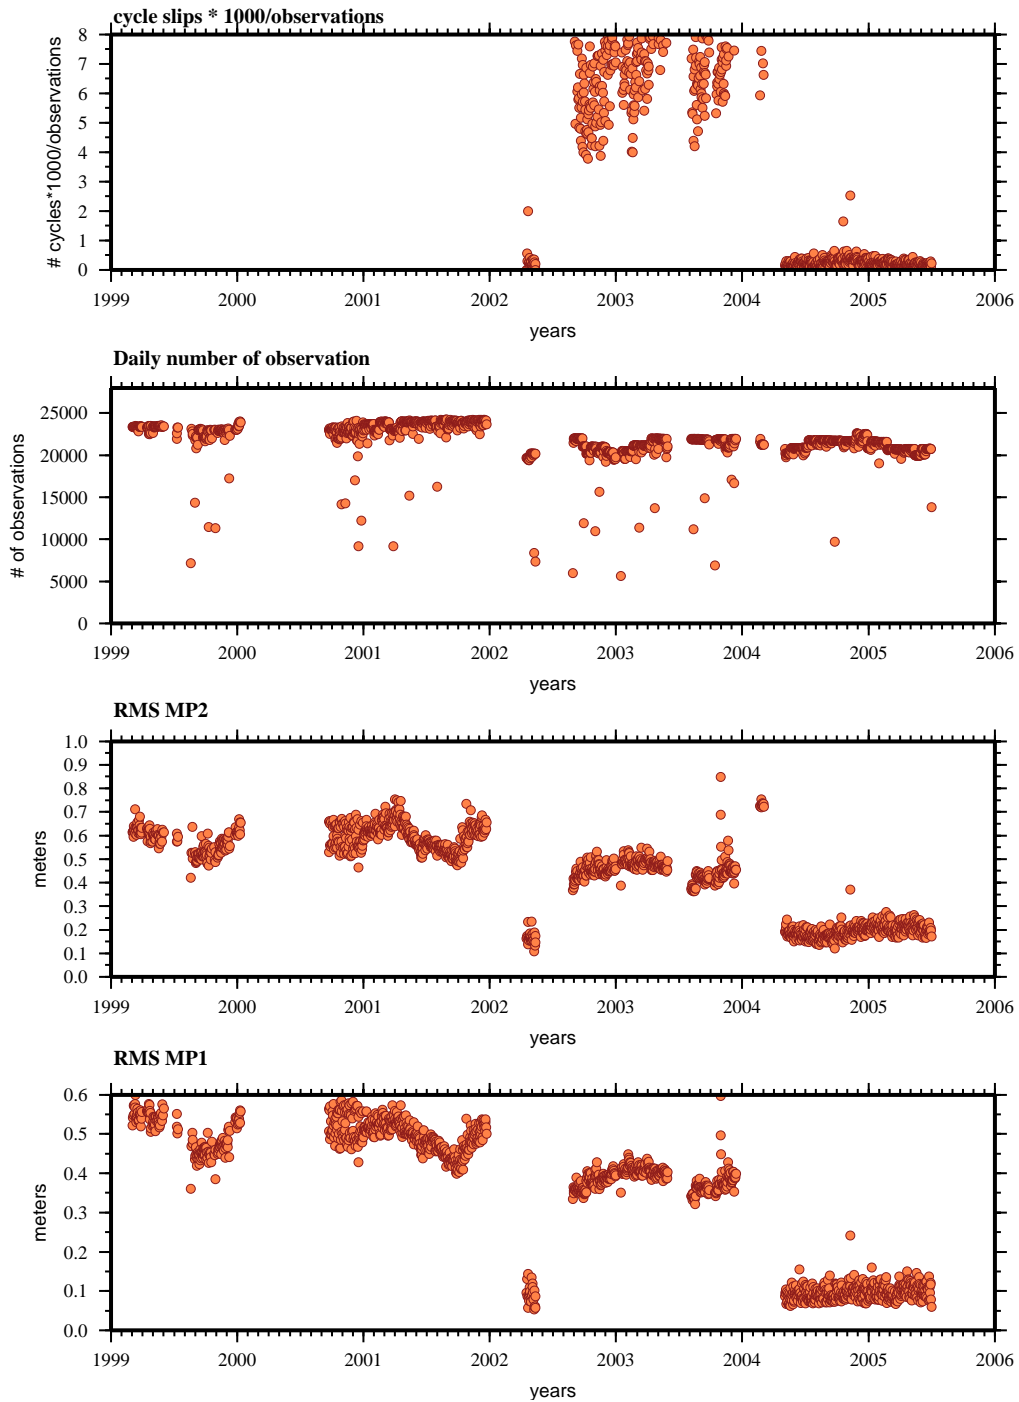 cycle slips * 1000/observations
# cycles*1000/observations
8
7
6
5
4
3
2
1
0
1999 2000 2001 2002 2003 2004 2005 2006
years
Daily number of observation
# of observations
25000
20000
15000
10000
5000
0
1999 2000 2001 2002 2003 2004 2005 2006
years
RMS MP2
meters
1.0
0.9
0.8
0.7
0.6
0.5
0.4
0.3
0.2
0.1
0.0
1999 2000 2001 2002 2003 2004 2005 2006
years
RMS MP1
meters
0.6
0.5
0.4
0.3
0.2
0.1
0.0
1999 2000 2001 2002 2003 2004 2005 2006
years